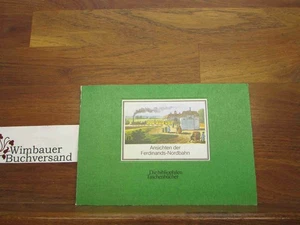 Wimbauer
Buchversand
Ansichten der
Ferdinands-Nordbahn
Die bibliophilen
Taschenbücher